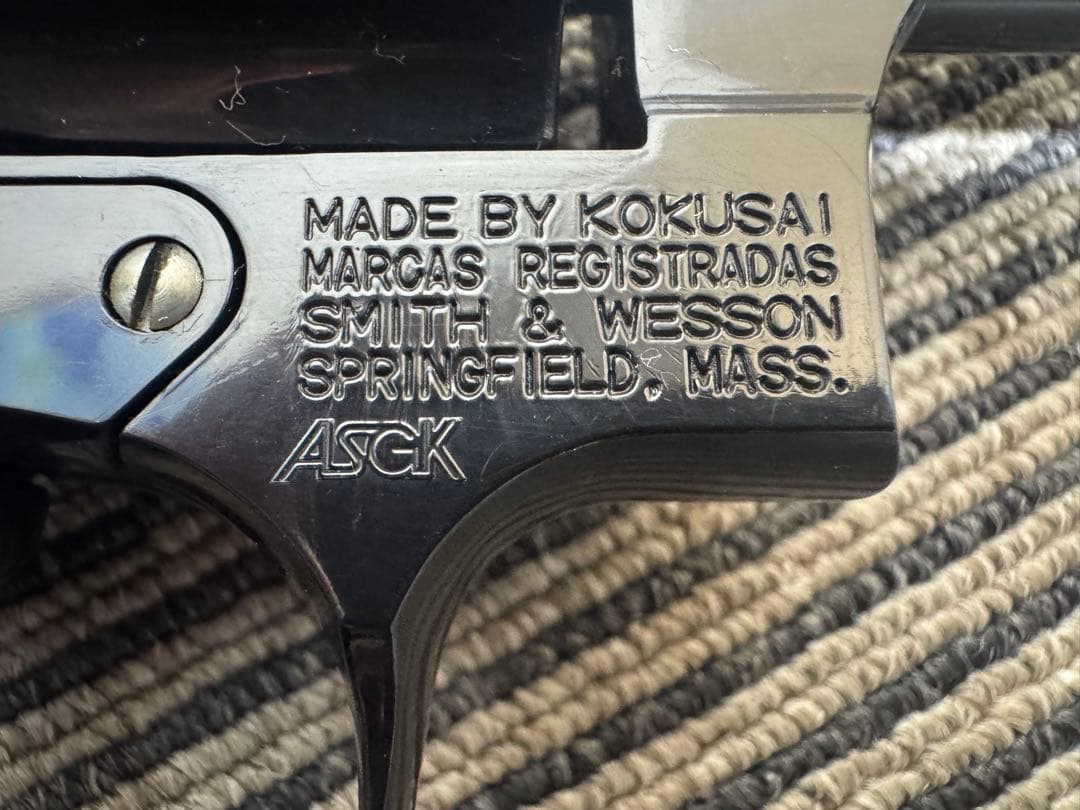 MADE BY KOKUSAI
MARCAS REGISTRADAS
SMITH & WESSON
SPRINGFIELD, MASS.
ASGK